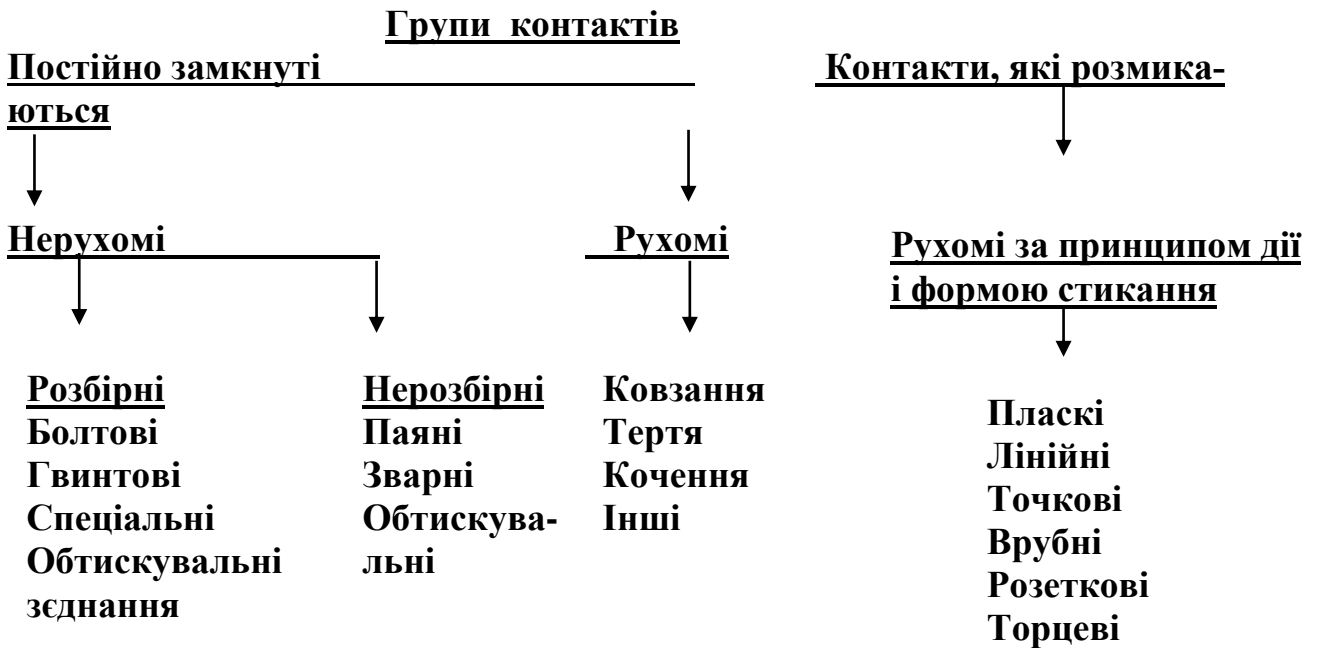 Групи контактів
Постійно замкнуті Контакти, які розмика-
ються
Нерухомі Рухомі
Рухомі за принципом дії
і формою стикання
Розбірні
Болтові
Гвинтові
Спеціальні
Обтискувальні
зєднання
Нерозбірні
Паяні
Зварні
Обтискува-
льні
Ковзання
Тертя
Кочення
Інші
Пласкі
Лінійні
Точкові
Врубні
Розеткові
Торцеві